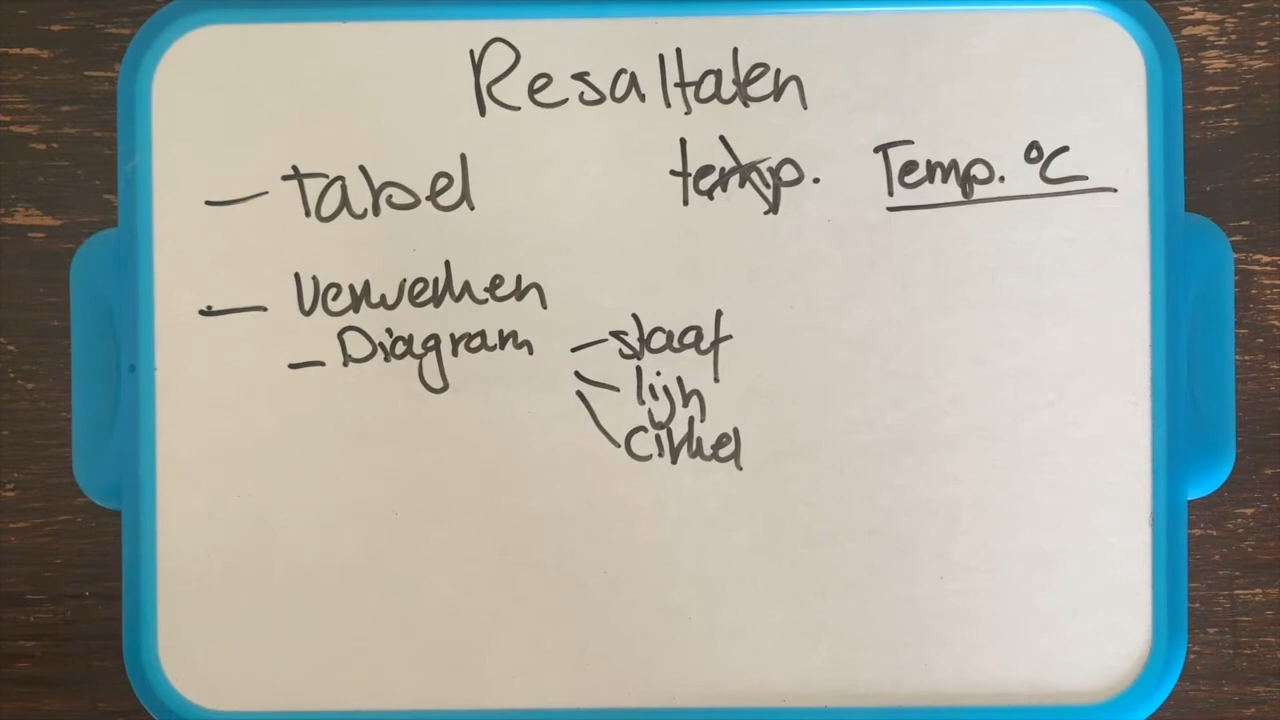 Resultaten
- tabel temp. Temp. °C
- verwerken
- Diagram - staaf
- lijn
- cirkel